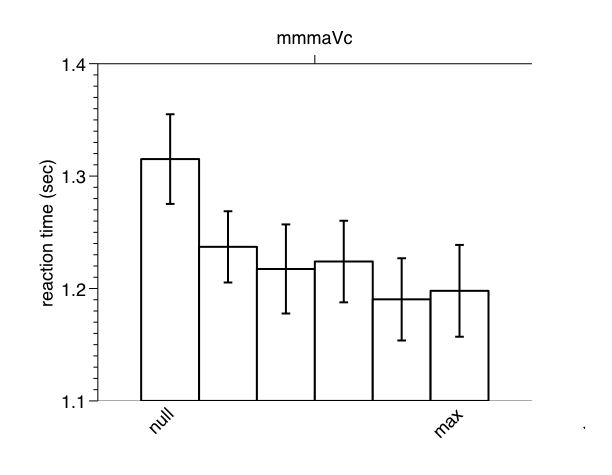 mmmaVc
1.4
1.3
1.2
1.1
reaction time (sec)
null
max